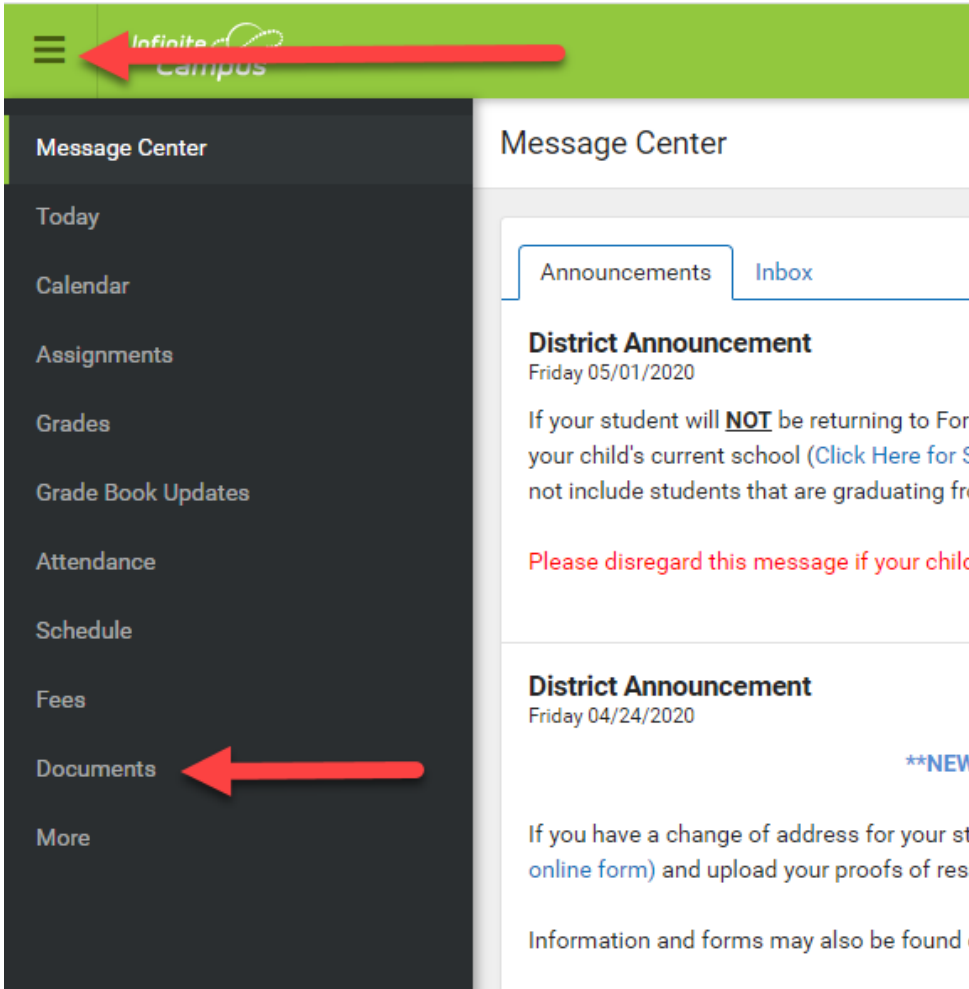 Infinite
Campus
Message Center
Today
Calendar
Assignments
Grades
Grade Book Updates
Attendance
Schedule
Fees
Documents
More
Message Center
Announcements Inbox
District Announcement
Friday 05/01/2020
If your student will NOT be returning to For
your child's current school (Click Here for S
not include students that are graduating fr
Please disregard this message if your chil
District Announcement
Friday 04/24/2020
**NEW
If you have a change of address for your st
online form) and upload your proofs of res
Information and forms may also be found